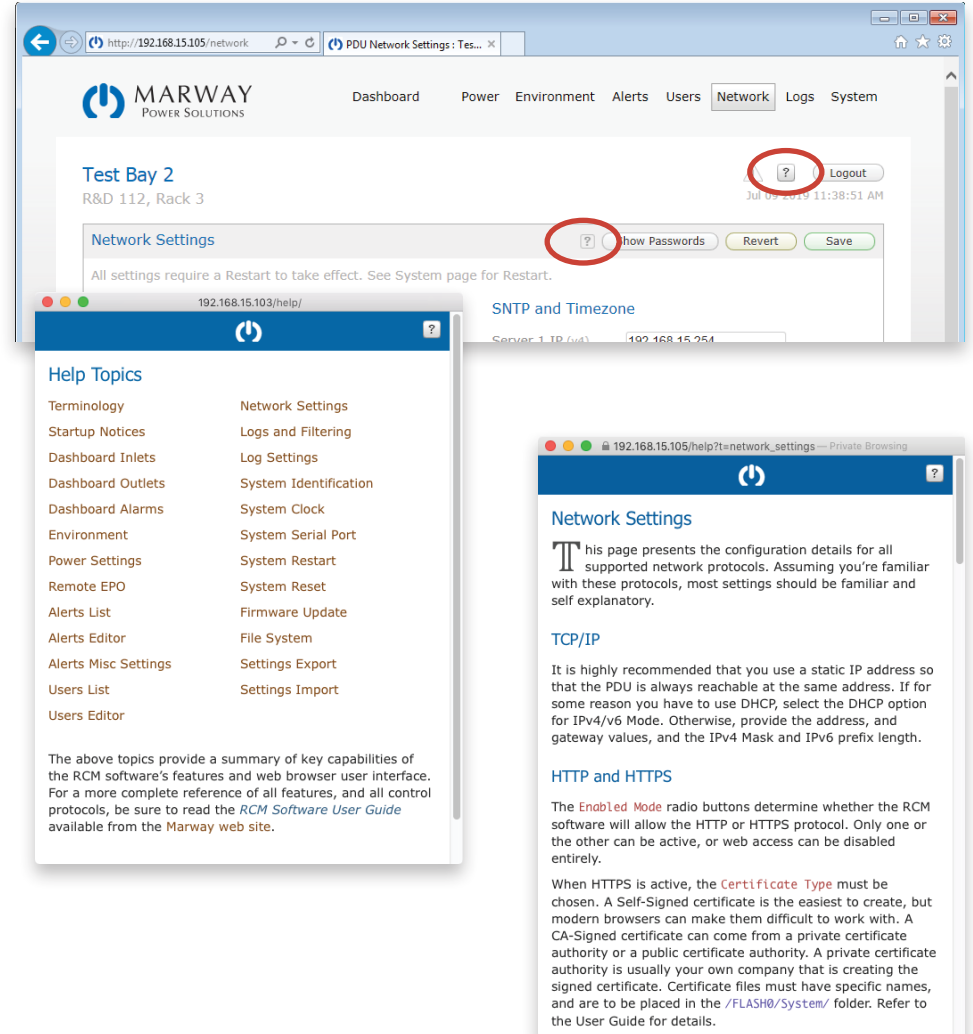 http://192.168.15.105/network
PDU Network Settings : Tes...
MARWAY
POWER SOLUTIONS
Dashboard Power Environment Alerts Users Network Logs System
Test Bay 2
? Logout
R&D 112, Rack 3
Jul 09 2019 11:38:51 AM
Network Settings
? Show Passwords Revert Save
All settings require a Restart to take effect. See System page for Restart.
SNTP and Timezone
Server 1 IP (v4) 192.168.15.254
192.168.15.103/help/
?
Help Topics
Terminology
Startup Notices
Dashboard Inlets
Dashboard Outlets
Dashboard Alarms
Environment
Power Settings
Remote EPO
Alerts List
Alerts Editor
Alerts Misc Settings
Users List
Users Editor
Network Settings
Logs and Filtering
Log Settings
System Identification
System Clock
System Serial Port
System Restart
System Reset
Firmware Update
File System
Settings Export
Settings Import
The above topics provide a summary of key capabilities of
the RCM software's features and web browser user interface.
For a more complete reference of all features, and all control
protocols, be sure to read the RCM Software User Guide
available from the Marway web site.
192.168.15.105/help?t=network_settings — Private Browsing
?
Network Settings
This page presents the configuration details for all
supported network protocols. Assuming you're familiar
with these protocols, most settings should be familiar and
self explanatory.
TCP/IP
It is highly recommended that you use a static IP address so
that the PDU is always reachable at the same address. If for
some reason you have to use DHCP, select the DHCP option
for IPv4/v6 Mode. Otherwise, provide the address, and
gateway values, and the IPv4 Mask and IPv6 prefix length.
HTTP and HTTPS
The Enabled Mode radio buttons determine whether the RCM
software will allow the HTTP or HTTPS protocol. Only one or
the other can be active, or web access can be disabled
entirely.
When HTTPS is active, the Certificate Type must be
chosen. A Self-Signed certificate is the easiest to create, but
modern browsers can make them difficult to work with. A
CA-Signed certificate can come from a private certificate
authority or a public certificate authority. A private certificate
authority is usually your own company that is creating the
signed certificate. Certificate files must have specific names,
and are to be placed in the /FLASH0/System/ folder. Refer to
the User Guide for details.